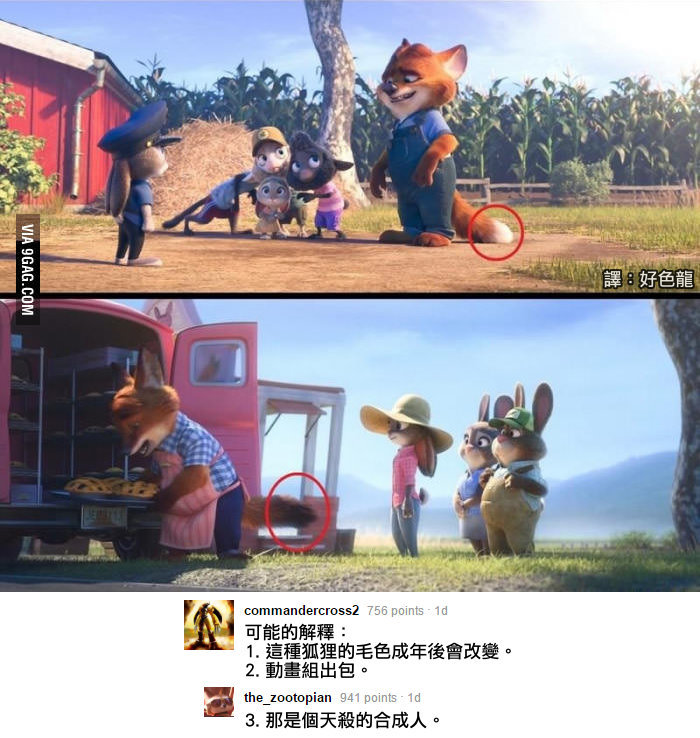 譯：好色龍
VIA 9GAG.COM
commandercross2 756 points · 1d
可能的解釋：
1. 這種狐狸的毛色成年後會改變。
2. 動畫組出包。
the_zootopian 941 points · 1d
3. 那是個天殺的合成人。